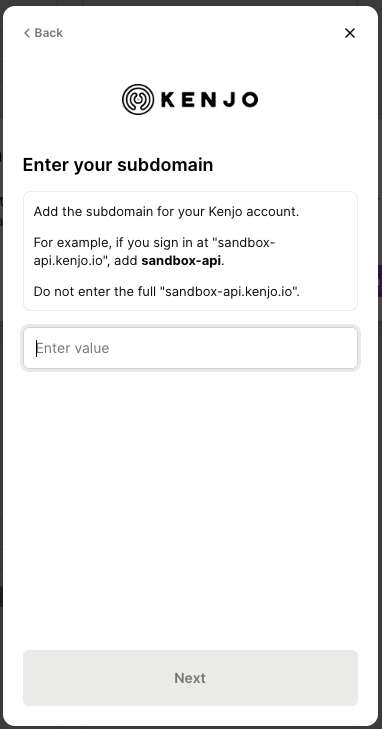 Back
KENJO
Enter your subdomain
Add the subdomain for your Kenjo account.
For example, if you sign in at "sandbox-
api.kenjo.io", add sandbox-api.
Do not enter the full "sandbox-api.kenjo.io".
Enter value
Next